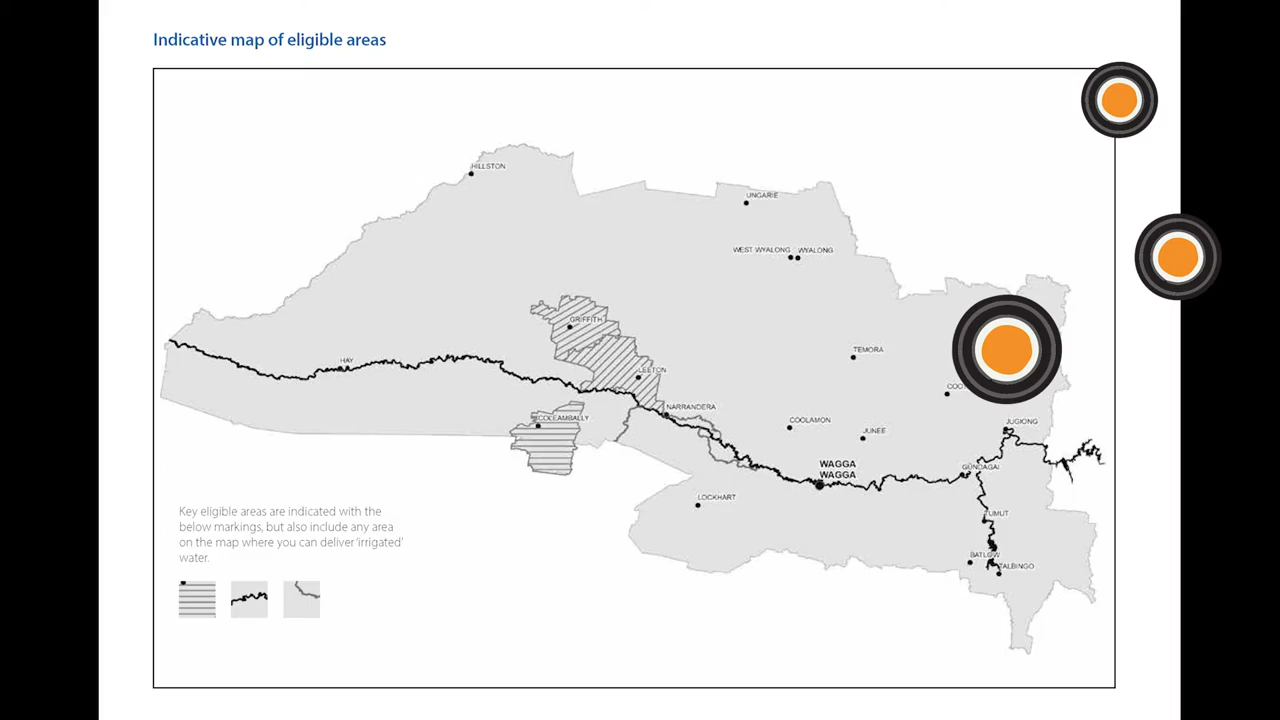 Indicative map of eligible areas
HILLSTON
UNGARIE
WEST WYALONG
WYALONG
GRIFFITH
TEMORA
HAY
LEETON
NARRANDERA
COLEAMBALLY
COOLAMON
JUNEE
JUGIONG
WAGGA
WAGGA
GUNDAGAI
LOCKHART
TUMUT
BATLOW
TALBINGO
Key eligible areas are indicated with the
below markings, but also include any area
on the map where you can deliver ‘irrigated’
water.